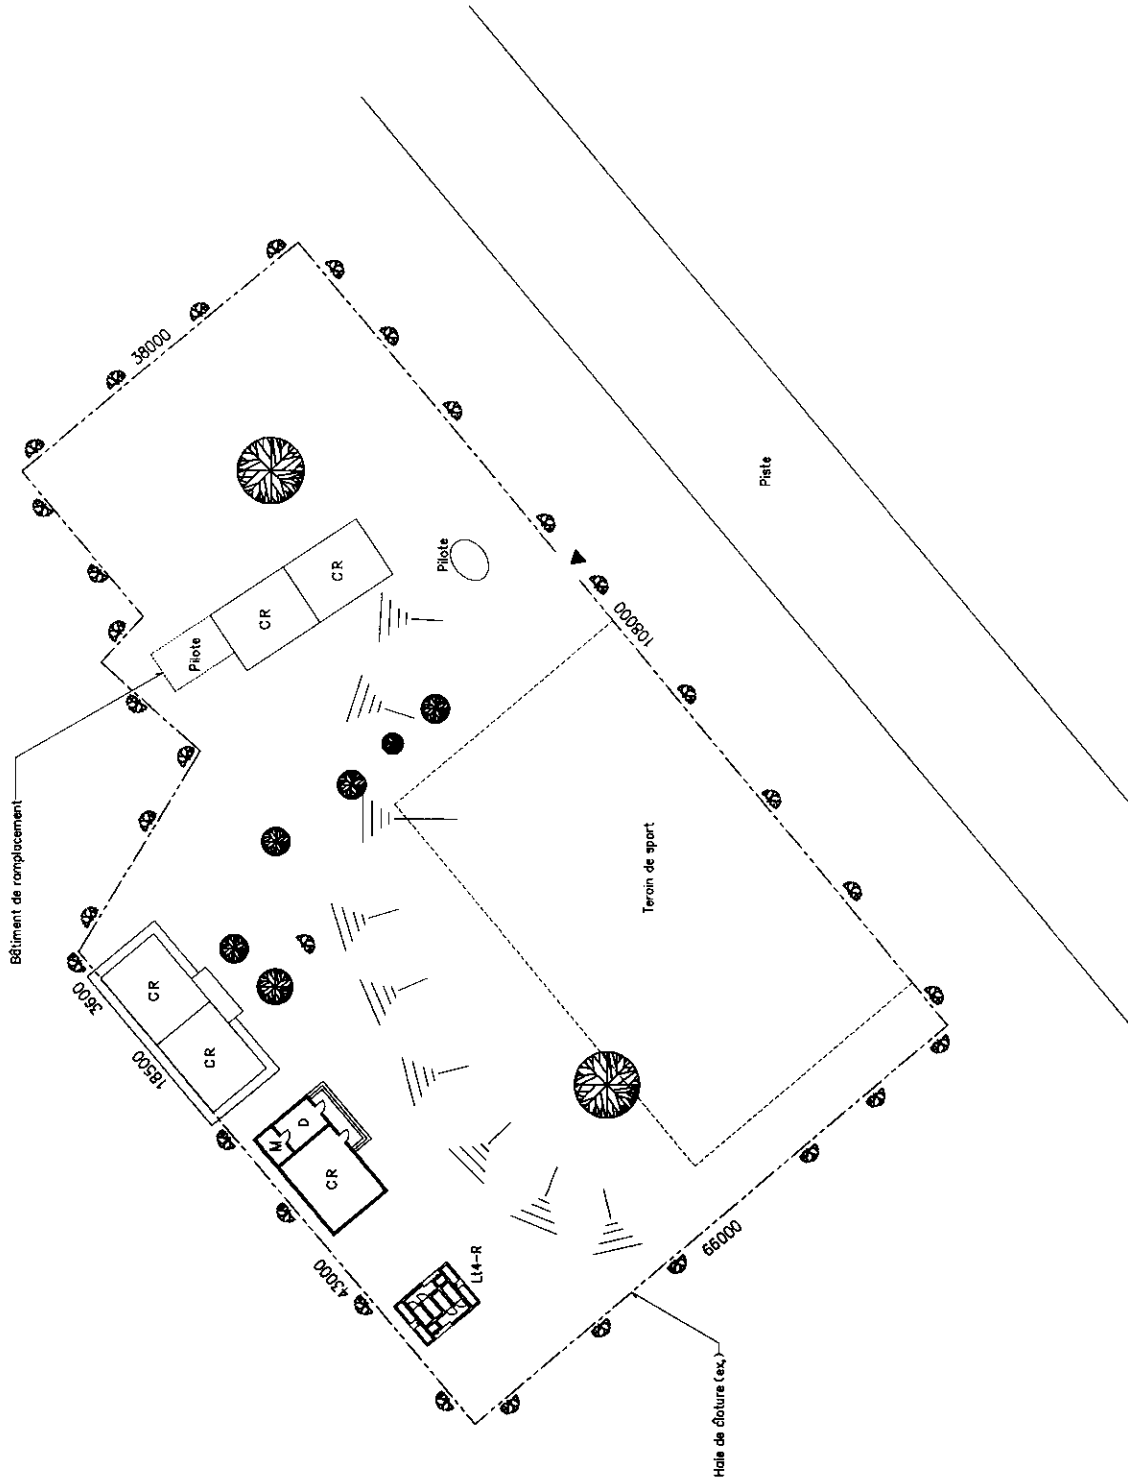 Bâtiment de remplacement
38000
Piste
Pilote
CR
CR
Pilote
108000
Terain de sport
3600
CR
CR
18500
M
D
CR
43000
Lt4-R
66000
Haie de clôture (ex,)